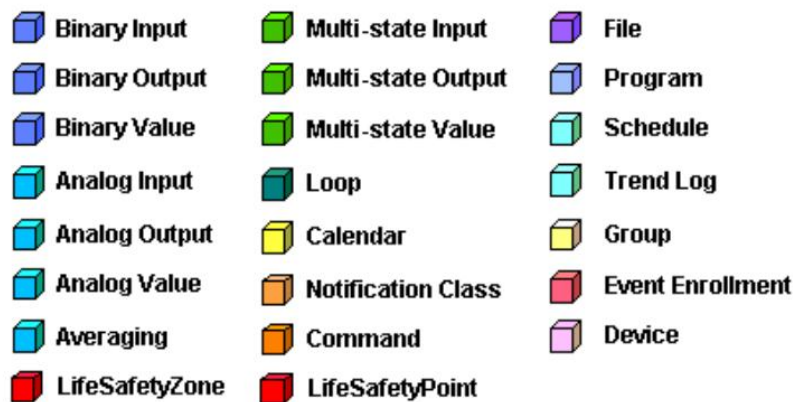 Binary Input
Binary Output
Binary Value
Analog Input
Analog Output
Analog Value
Averaging
LifeSafetyZone
Multi-state Input
Multi-state Output
Multi-state Value
Loop
Calendar
Notification Class
Command
LifeSafetyPoint
File
Program
Schedule
Trend Log
Group
Event Enrollment
Device